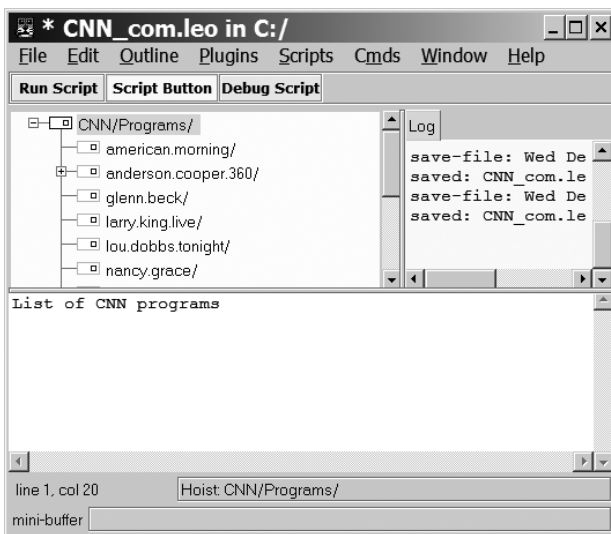 * CNN_com.leo in C:/
File Edit Outline Plugins Scripts Cmds Window Help
Run Script Script Button Debug Script
CNN/Programs/
american.morning/
anderson.cooper.360/
glenn.beck/
larry.king.live/
lou.dobbs.tonight/
nancy.grace/
Log
save-file: Wed De
saved: CNN_com.le
save-file: Wed De
saved: CNN_com.le
List of CNN programs
line 1, col 20
Hoist: CNN/Programs/
mini-buffer